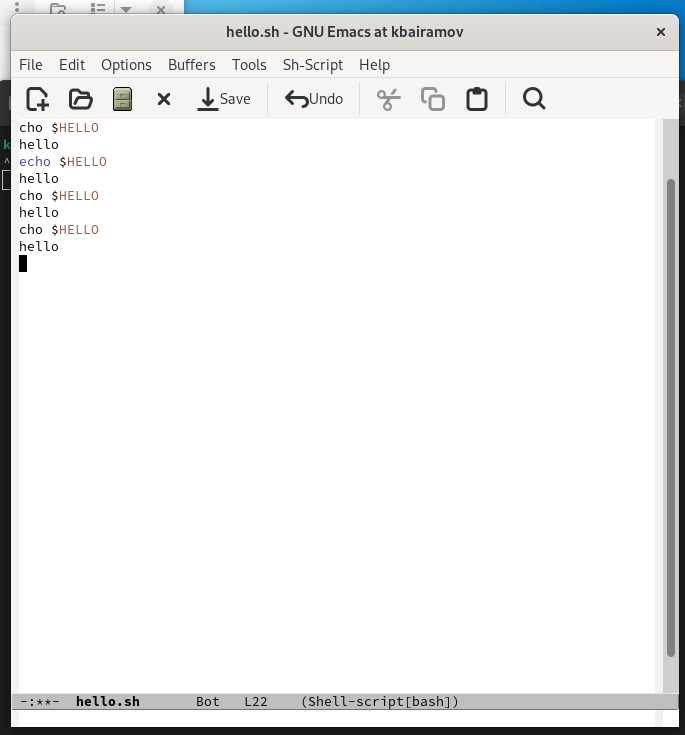 hello.sh - GNU Emacs at kbairamov
File Edit Options Buffers Tools Sh-Script Help
Save Undo
cho $HELLO
hello
echo $HELLO
hello
cho $HELLO
hello
cho $HELLO
hello
-:**- hello.sh Bot L22 (Shell-script[bash])